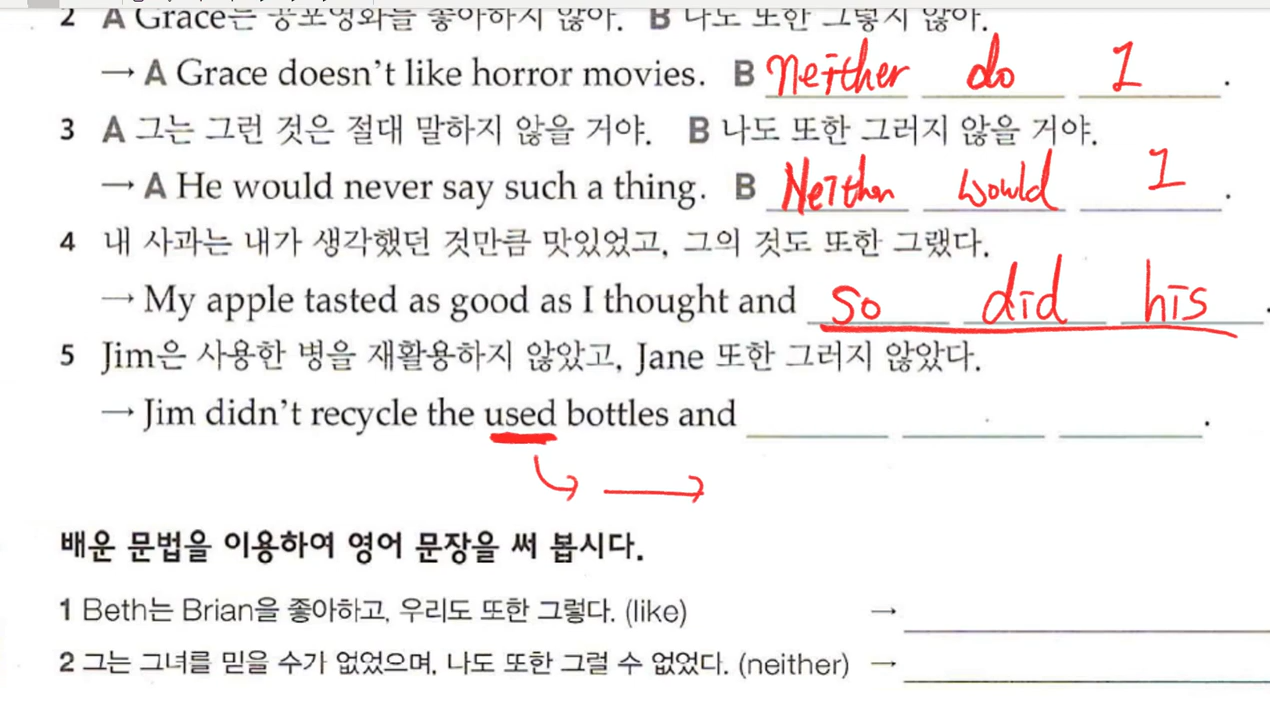 2 A Grace는 공포영화를 좋아하지 않아. B 나도 또한 그렇지 않아.
→ A Grace doesn't like horror movies. B Neither do I .
3 A 그는 그런 것은 절대 말하지 않을 거야. B 나도 또한 그러지 않을 거야.
→ A He would never say such a thing. B Neither would I .
4 내 사과는 내가 생각했던 것만큼 맛있었고, 그의 것도 또한 그랬다.
→ My apple tasted as good as I thought and so did his .
5 Jim은 사용한 병을 재활용하지 않았고, Jane 또한 그러지 않았다.
→ Jim didn't recycle the used bottles and .
배운 문법을 이용하여 영어 문장을 써 봅시다.
1 Beth는 Brian을 좋아하고, 우리도 또한 그렇다. (like) →
2 그는 그녀를 믿을 수가 없었으며, 나도 또한 그럴 수 없었다. (neither) →